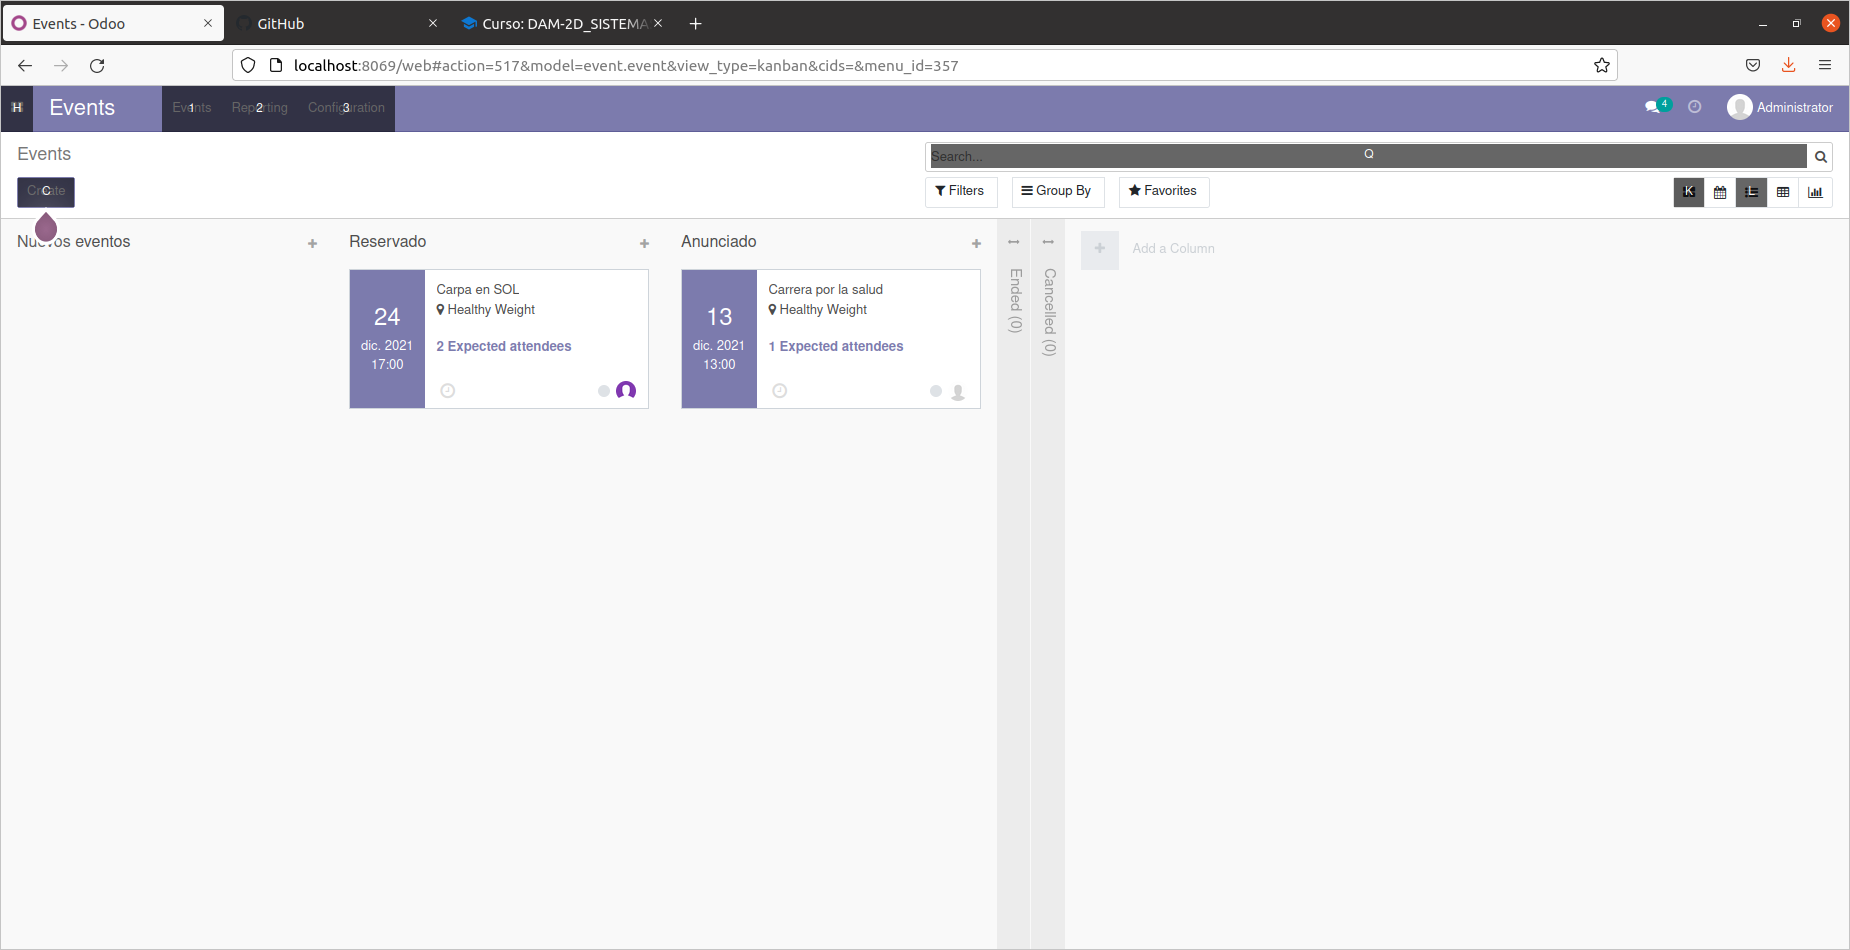 Events - Odoo
GitHub
Curso: DAM-2D_SISTEMA
localhost:8069/web#action=517&model=event.event&view_type=kanban&cids=&menu_id=357
H
Events
Events 1
Reporting 2
Configuration 3
4
Administrator
Events
Search...
Q
Create C
Filters
Group By
Favorites
K
L
Nuevos eventos
Reservado
Anunciado
Ended (0)
Cancelled (0)
Add a Column
24
dic. 2021
17:00
Carpa en SOL
Healthy Weight
2 Expected attendees
13
dic. 2021
13:00
Carrera por la salud
Healthy Weight
1 Expected attendees